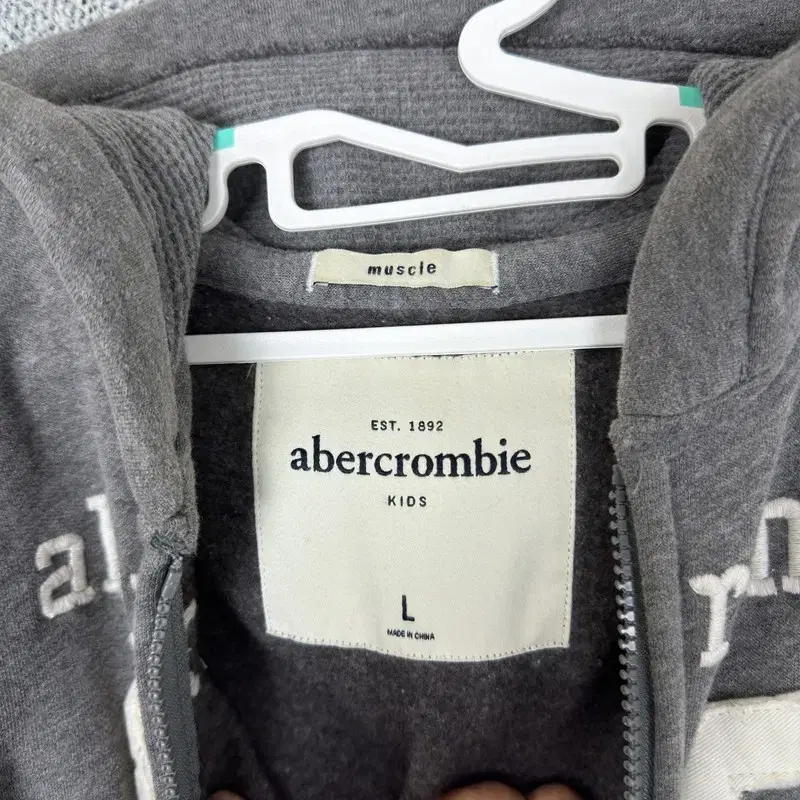 muscle
EST. 1892
abercrombie
KIDS
L
MADE IN CHINA